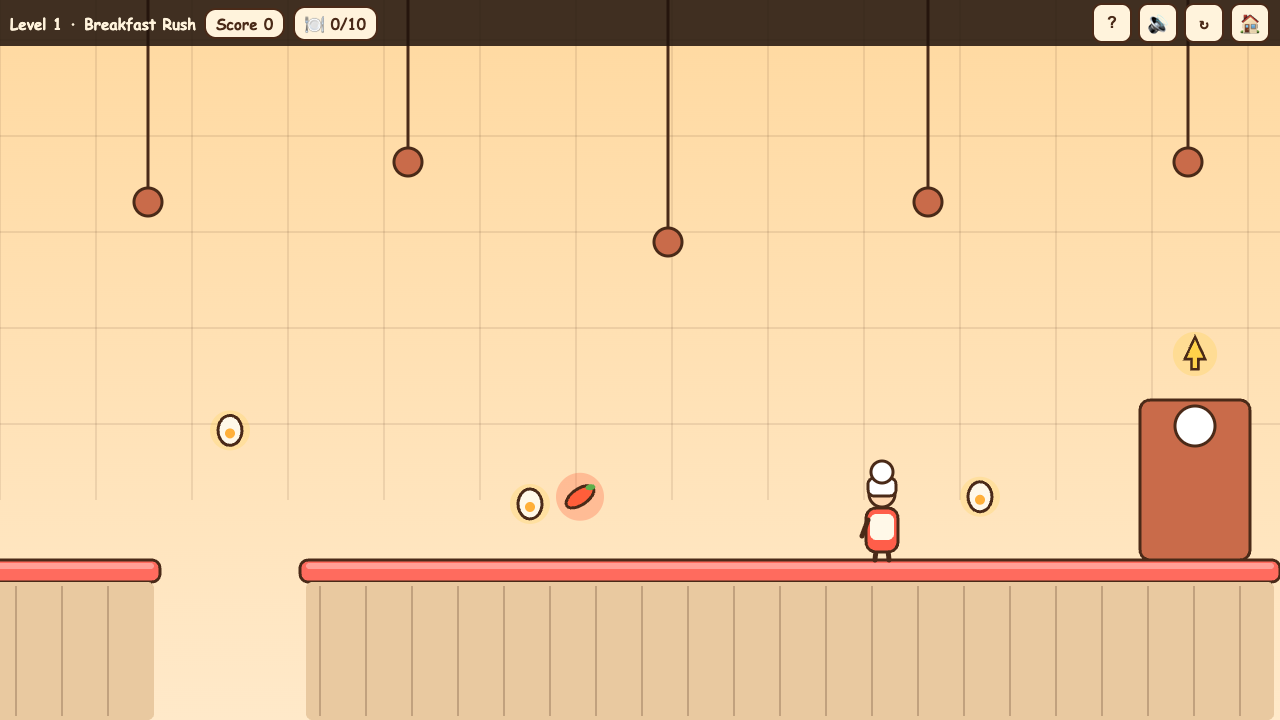 Level 1 · Breakfast Rush Score 0 🍽️ 0/10 ? 🔊 ↻ 🏠